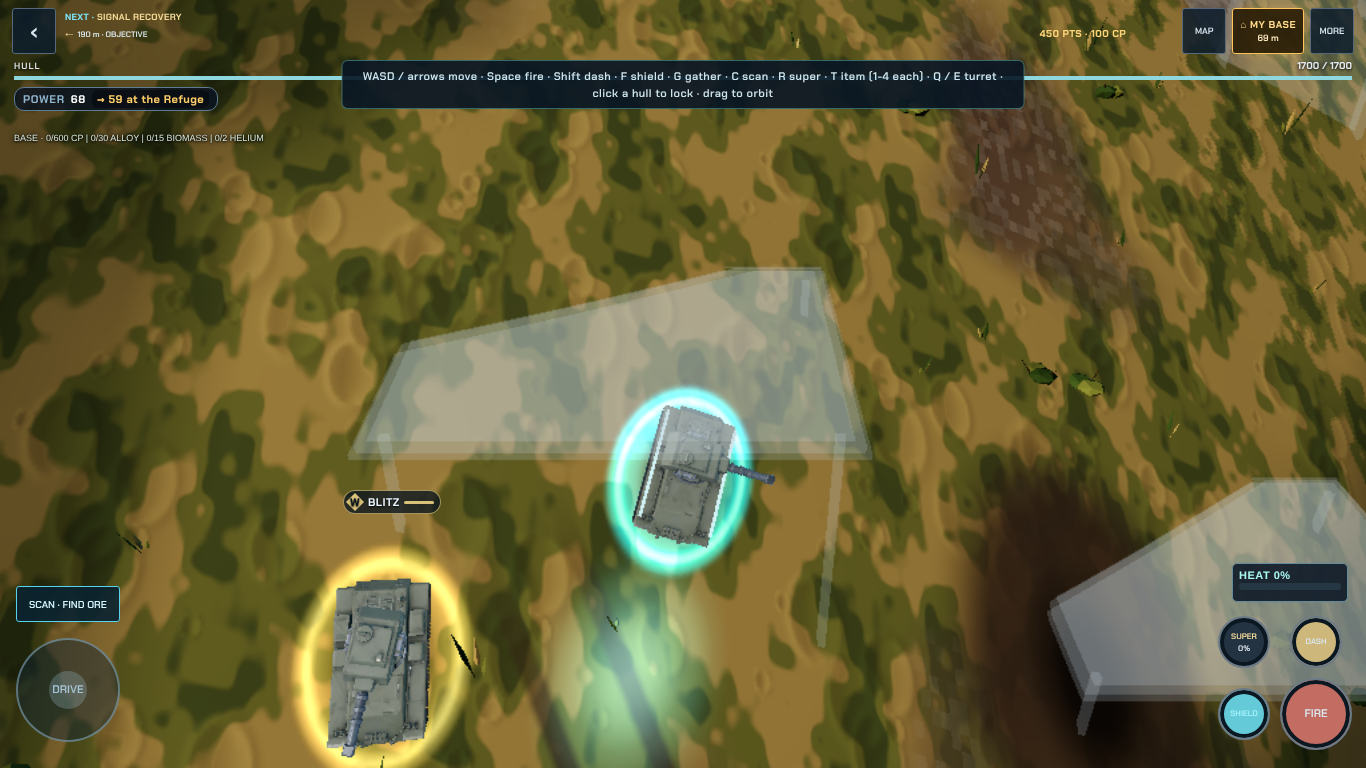 NEXT · SIGNAL RECOVERY
← 190 m · OBJECTIVE
450 PTS · 100 CP
MAP
⌂ MY BASE
69 m
MORE
HULL
1700 / 1700
WASD / arrows move · Space fire · Shift dash · F shield · G gather · C scan · R super · T item (1-4 each) · Q / E turret ·
click a hull to lock · drag to orbit
POWER 68 → 59 at the Refuge
BASE · 0/600 CP | 0/30 ALLOY | 0/15 BIOMASS | 0/2 HELIUM
W BLITZ
HEAT 0%
SCAN · FIND ORE
SUPER
0%
DASH
DRIVE
SHIELD
FIRE